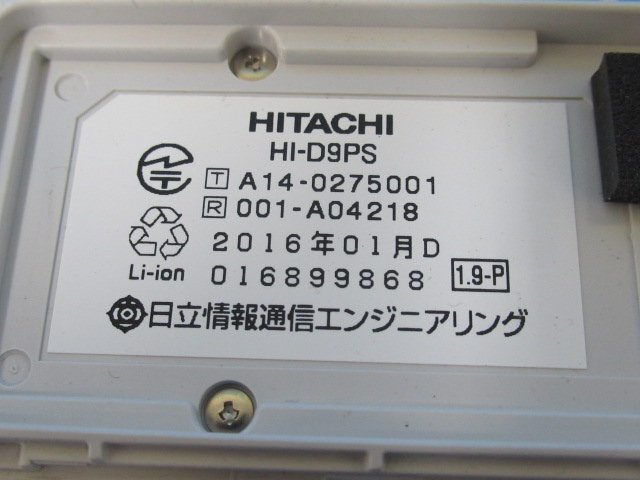 HITACHI
HI-D9PS
T A14-0275001
R 001-A04218
2016年01月D
Li-ion 016899868 1.9-P
日立情報通信エンジニアリング